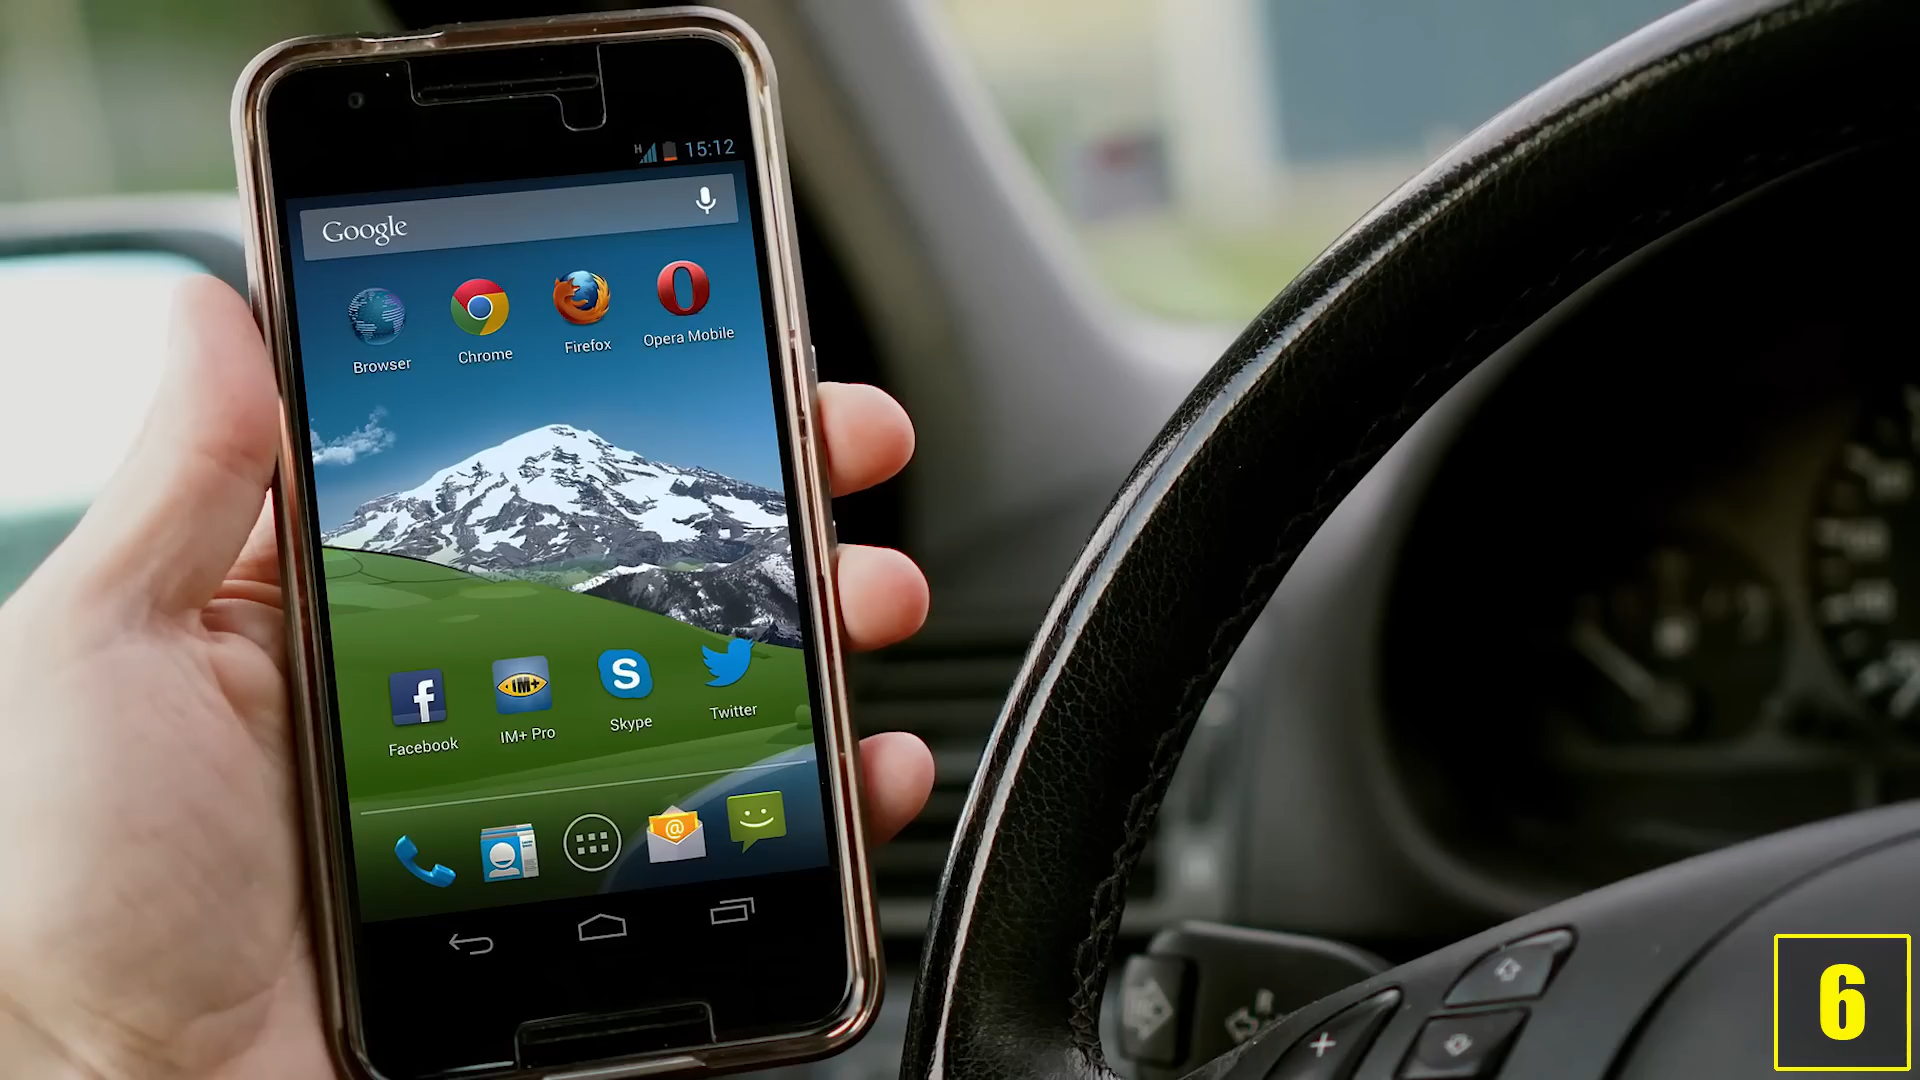 15:12
Google
Browser Chrome Firefox Opera Mobile
Facebook IM+ Pro Skype Twitter
6